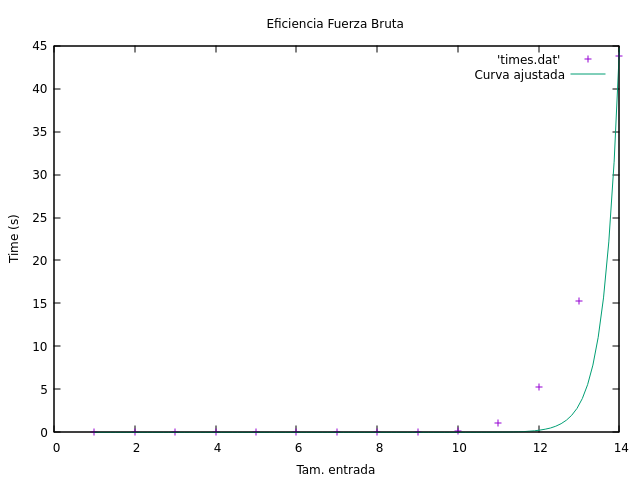 Eficiencia Fuerza Bruta
45
40
35
30
25
20
15
10
5
0
Time (s)
'times.dat'
Curva ajustada
0 2 4 6 8 10 12 14
Tam. entrada